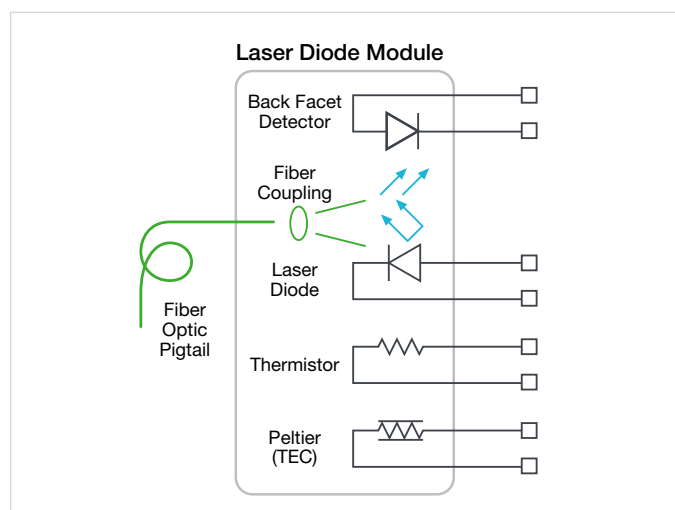 Laser Diode Module
Back Facet
Detector
Fiber
Coupling
Laser
Diode
Fiber
Optic
Pigtail
Thermistor
Peltier
(TEC)